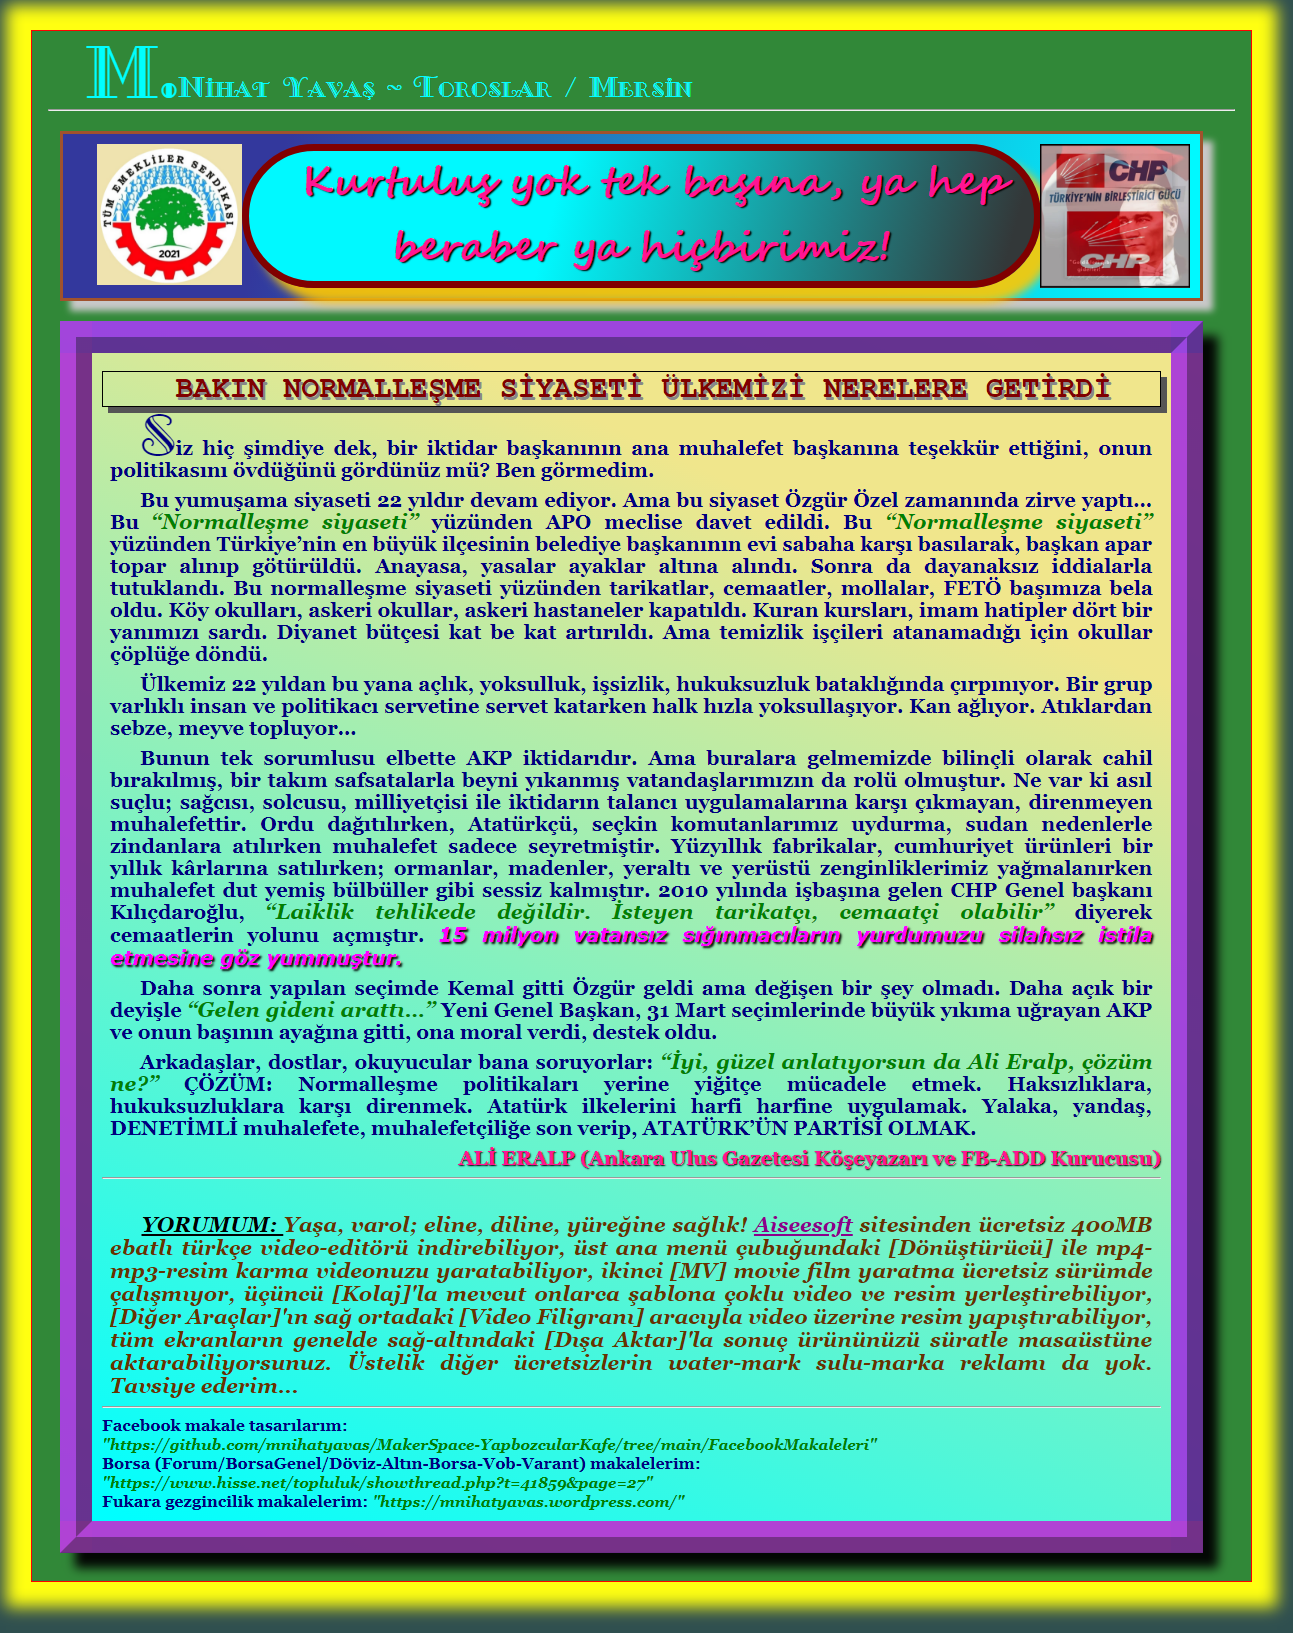 M.Nihat Yavaş ~ Toroslar / Mersin
TÜM EMEKLİLER SENDİKASI
2021
Kurtuluş yok tek başına, ya hep
beraber ya hiçbirimiz!
CHP
TÜRKİYE'NİN BİRLEŞTİRİCİ GÜCÜ
CHP
BAKIN NORMALLEŞME SİYASETİ ÜLKEMİZİ NERELERE GETİRDİ
Siz hiç şimdiye dek, bir iktidar başkanının ana muhalefet başkanına teşekkür ettiğini, onun
politikasını övdüğünü gördünüz mü? Ben görmedim.
Bu yumuşama siyaseti 22 yıldır devam ediyor. Ama bu siyaset Özgür Özel zamanında zirve yaptı...
Bu “Normalleşme siyaseti” yüzünden APO meclise davet edildi. Bu “Normalleşme siyaseti”
yüzünden Türkiye’nin en büyük ilçesinin belediye başkanının evi sabaha karşı basılarak, başkan apar
topar alınıp götürüldü. Anayasa, yasalar ayaklar altına alındı. Sonra da dayanaksız iddialarla
tutuklandı. Bu normalleşme siyaseti yüzünden tarikatlar, cemaatler, mollalar, FETÖ başımıza bela
oldu. Köy okulları, askeri okullar, askeri hastaneler kapatıldı. Kuran kursları, imam hatipler dört bir
yanımızı sardı. Diyanet bütçesi kat be kat artırıldı. Ama temizlik işçileri atanamadığı için okullar
çöplüğe döndü.
Ülkemiz 22 yıldan bu yana açlık, yoksulluk, işsizlik, hukuksuzluk bataklığında çırpınıyor. Bir grup
varlıklı insan ve politikacı servetine servet katarken halk hızla yoksullaşıyor. Kan ağlıyor. Atıklardan
sebze, meyve topluyor...
Bunun tek sorumlusu elbette AKP iktidarıdır. Ama buralara gelmemizde bilinçli olarak cahil
bırakılmış, bir takım safsatalarla beyni yıkanmış vatandaşlarımızın da rolü olmuştur. Ne var ki asıl
suçlu; sağcısı, solcusu, milliyetçisi ile iktidarın talancı uygulamalarına karşı çıkmayan, direnmeyen
muhalefettir. Ordu dağıtılırken, Atatürkçü, seçkin komutanlarımız uydurma, sudan nedenlerle
zindanlara atılırken muhalefet sadece seyretmiştir. Yüzyıllık fabrikalar, cumhuriyet ürünleri bir
yıllık kârlarına satılırken; ormanlar, madenler, yeraltı ve yerüstü zenginliklerimiz yağmalanırken
muhalefet dut yemiş bülbüller gibi sessiz kalmıştır. 2010 yılında işbaşına gelen CHP Genel başkanı
Kılıçdaroğlu, “Laiklik tehlikede değildir. İsteyen tarikatçı, cemaatçi olabilir” diyerek
cemaatlerin yolunu açmıştır. 15 milyon vatansız sığınmacıların yurdumuzu silahsız istila
etmesine göz yummuştur.
Daha sonra yapılan seçimde Kemal gitti Özgür geldi ama değişen bir şey olmadı. Daha açık bir
deyişle “Gelen gideni arattı...” Yeni Genel Başkan, 31 Mart seçimlerinde büyük yıkıma uğrayan AKP
ve onun başının ayağına gitti, ona moral verdi, destek oldu.
Arkadaşlar, dostlar, okuyucular bana soruyorlar: “İyi, güzel anlatıyorsun da Ali Eralp, çözüm
ne?” ÇÖZÜM: Normalleşme politikaları yerine yiğitçe mücadele etmek. Haksızlıklara,
hukuksuzluklara karşı direnmek. Atatürk ilkelerini harfi harfine uygulamak. Yalaka, yandaş,
DENETİMLİ muhalefete, muhalefetçiliğe son verip, ATATÜRK’ÜN PARTİSİ OLMAK.
ALİ ERALP (Ankara Ulus Gazetesi Köşeyazarı ve FB-ADD Kurucusu)
YORUMUM: Yaşa, varol; eline, diline, yüreğine sağlık! Aiseesoft sitesinden ücretsiz 400MB
ebatlı türkçe video-editörü indirebiliyor, üst ana menü çubuğundaki [Dönüştürücü] ile mp4-
mp3-resim karma videonuzu yaratabiliyor, ikinci [MV] movie film yaratma ücretsiz sürümde
çalışmıyor, üçüncü [Kolaj]'la mevcut onlarca şablona çoklu video ve resim yerleştirebiliyor,
[Diğer Araçlar]'ın sağ ortadaki [Video Filigranı] aracıyla video üzerine resim yapıştırabiliyor,
tüm ekranların genelde sağ-altındaki [Dışa Aktar]'la sonuç ürününüzü süratle masaüstüne
aktarabiliyorsunuz. Üstelik diğer ücretsizlerin water-mark sulu-marka reklamı da yok.
Tavsiye ederim...
Facebook makale tasarılarım:
"https://github.com/mnihatyavas/MakerSpace-YapbozcularKafe/tree/main/FacebookMakaleleri"
Borsa (Forum/BorsaGenel/Döviz-Altın-Borsa-Vob-Varant) makalelerim:
"https://www.hisse.net/topluluk/showthread.php?t=41859&page=27"
Fukara gezgincilik makalelerim: "https://mnihatyavas.wordpress.com/"